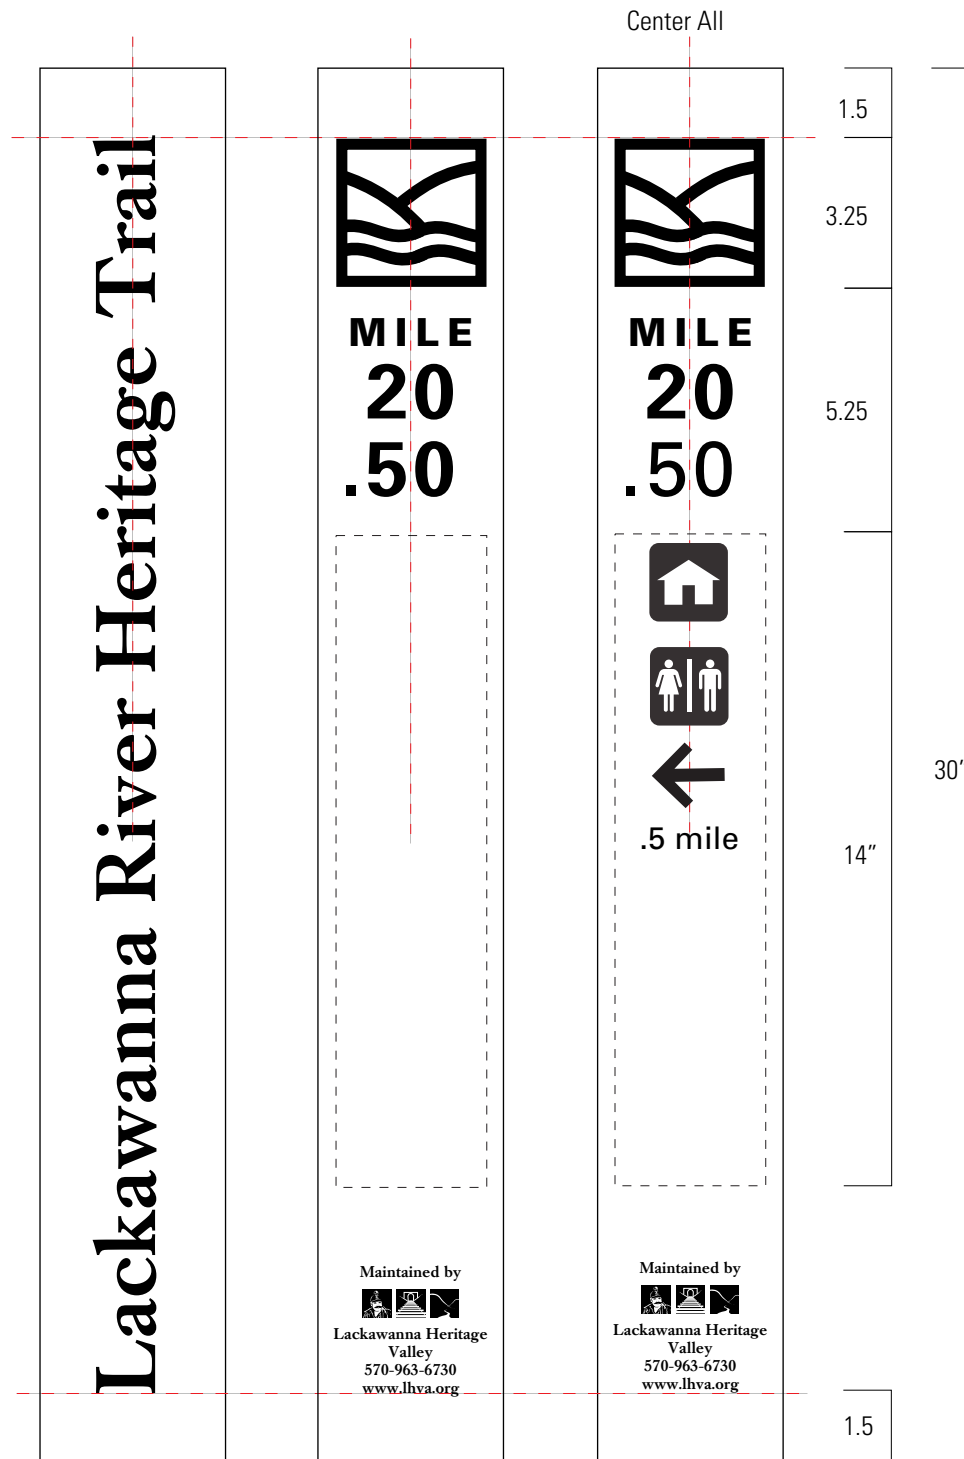 Center All
Lackawanna River Heritage Trail
MILE
20
.50
Maintained by
Lackawanna Heritage
Valley
570-963-6730
www.lhva.org
MILE
20
.50
.5 mile
Maintained by
Lackawanna Heritage
Valley
570-963-6730
www.lhva.org
1.5
3.25
5.25
14”
1.5
30’